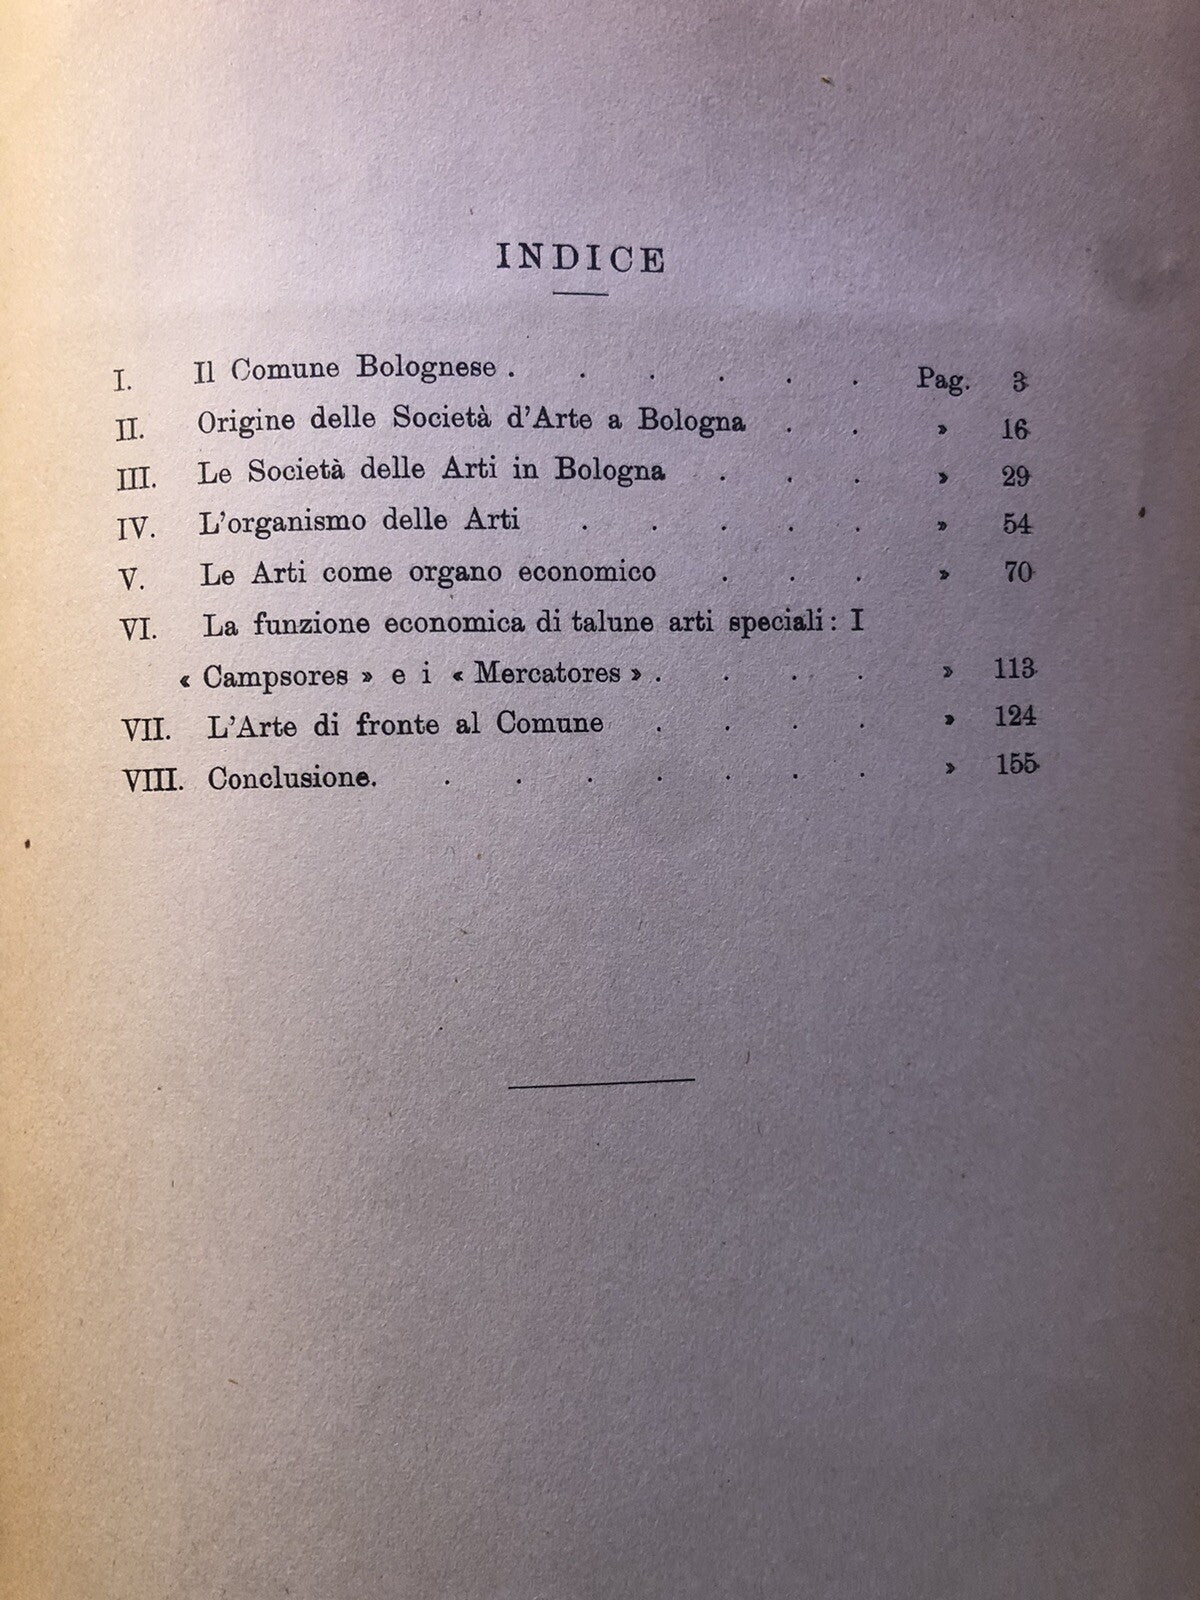 INDICE
I. Il Comune Bolognese . . . . . . Pag. 3
II. Origine delle Società d'Arte a Bologna . . » 16
III. Le Società delle Arti in Bologna . . . » 29
IV. L'organismo delle Arti . . . . . » 54
V. Le Arti come organo economico . . . » 70
VI. La funzione economica di talune arti speciali: I
« Campsores » e i « Mercatores » . . . . » 113
VII. L'Arte di fronte al Comune . . . . » 124
VIII. Conclusione. . . . . . . . » 155